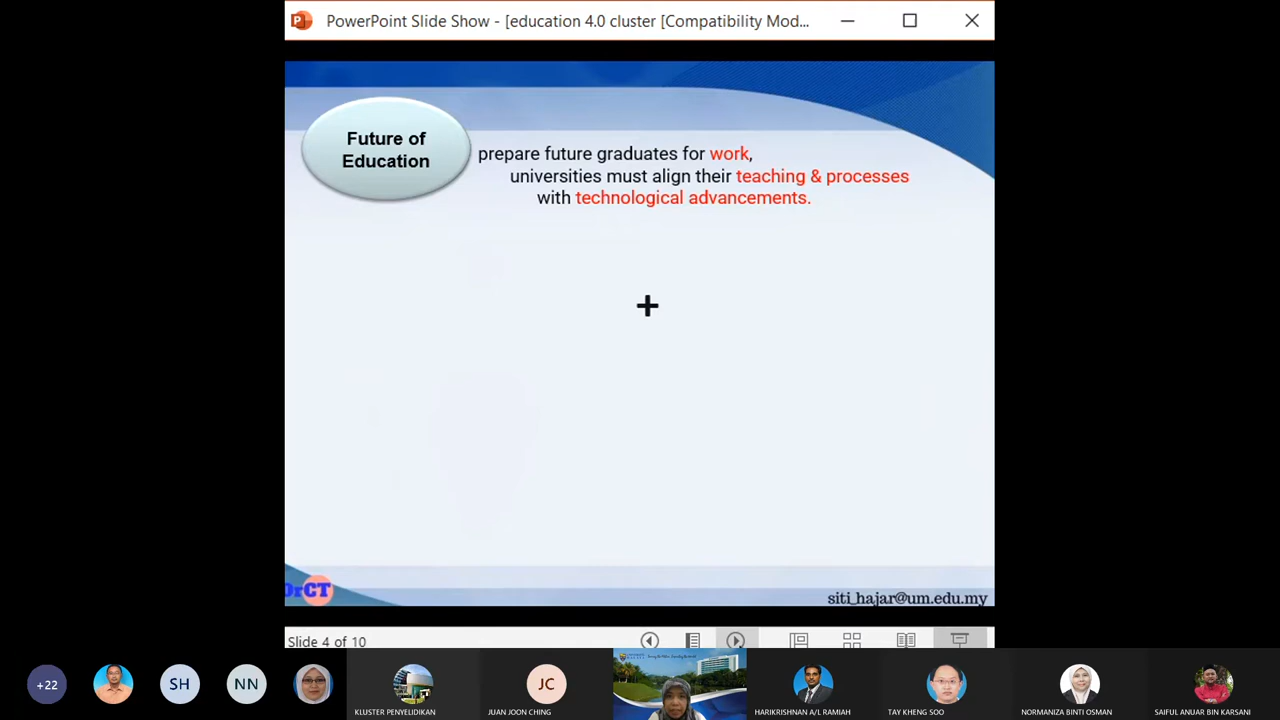 PowerPoint Slide Show - [education 4.0 cluster [Compatibility Mod...
Future of
Education
prepare future graduates for work,
universities must align their teaching & processes
with technological advancements.
+
DrCT
siti_hajar@um.edu.my
Slide 4 of 10
+22
SH
NN
KLUSTER PENYELIDIKAN
JC
JUAN JOON CHING
HARIKRISHNAN A/L RAMIAH
TAY KHENG SOO
NORMANIZA BINTI OSMAN
SAIFUL ANUAR BIN KARSANI